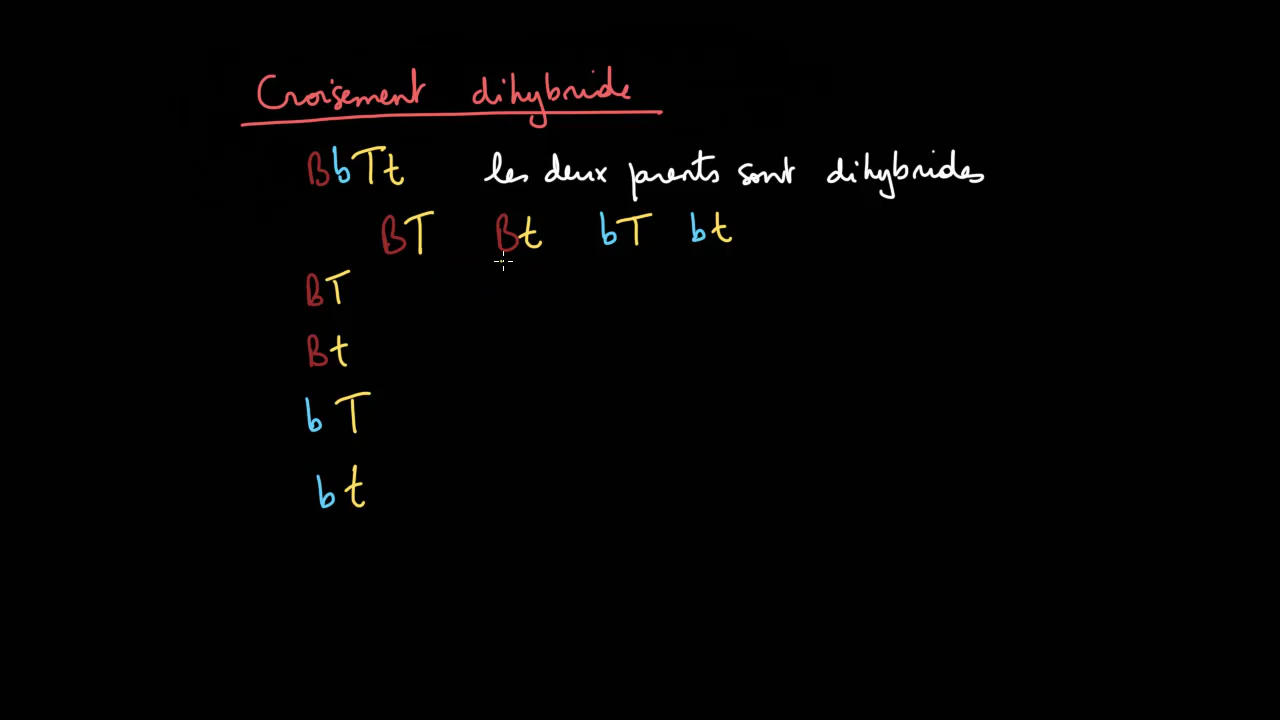 Croisement dihybride
BbTt les deux parents sont dihybrides
BT Bt bT bt
BT
Bt
bT
bt